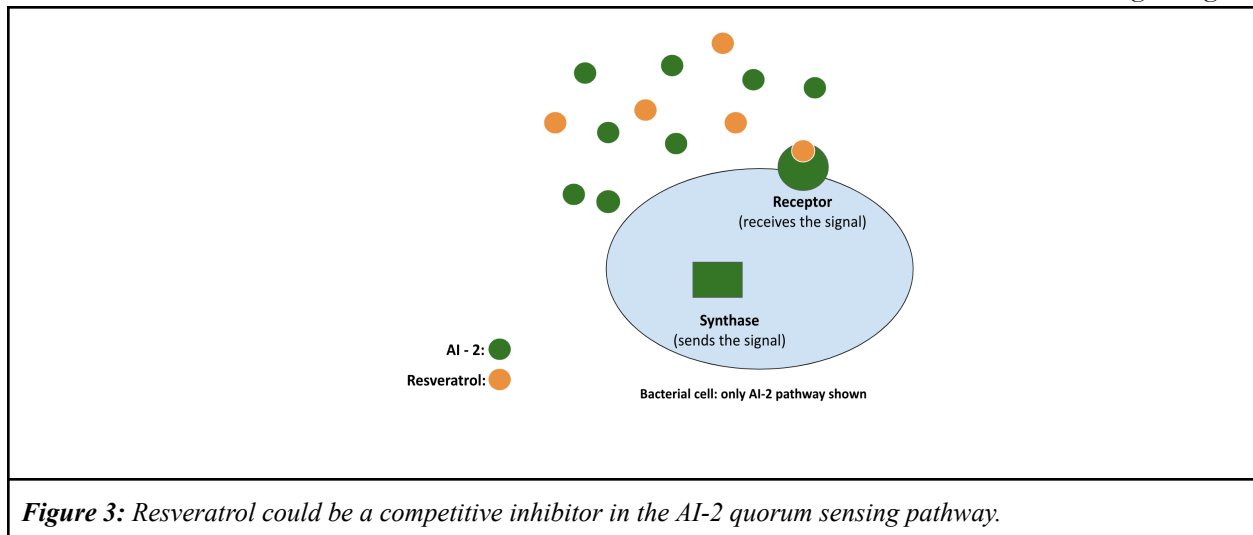 Receptor
(receives the signal)
Synthase
(sends the signal)
AI - 2:
Resveratrol:
Bacterial cell: only AI-2 pathway shown
Figure 3: Resveratrol could be a competitive inhibitor in the AI-2 quorum sensing pathway.